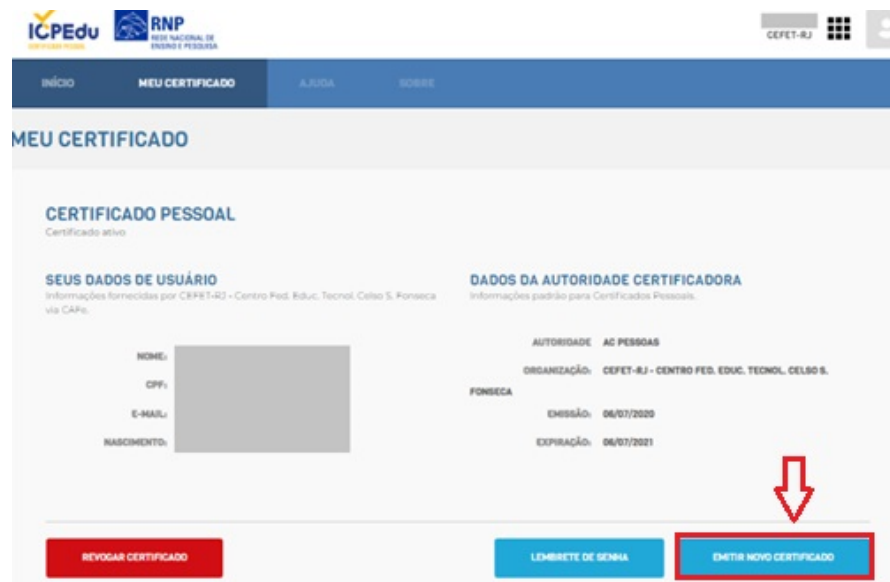 ICPEdu
CERTIFICADO PESSOAL
RNP
REDE NACIONAL DE
ENSINO E PESQUISA
CEFET-RJ
INÍCIO MEU CERTIFICADO AJUDA SOBRE
MEU CERTIFICADO
CERTIFICADO PESSOAL
Certificado ativo
SEUS DADOS DE USUÁRIO
Informações fornecidas por CEFET-RJ - Centro Fed. Educ. Tecnol. Celso S. Fonseca
via CAFe.
NOME:
CPF:
E-MAIL:
NASCIMENTO:
DADOS DA AUTORIDADE CERTIFICADORA
Informações padrão para Certificados Pessoais.
AUTORIDADE AC PESSOAS
ORGANIZAÇÃO: CEFET-RJ - CENTRO FED. EDUC. TECNOL. CELSO S.
FONSECA
EMISSÃO: 06/07/2020
EXPIRAÇÃO: 06/07/2021
REVOGAR CERTIFICADO LEMBRETE DE SENHA EMITIR NOVO CERTIFICADO